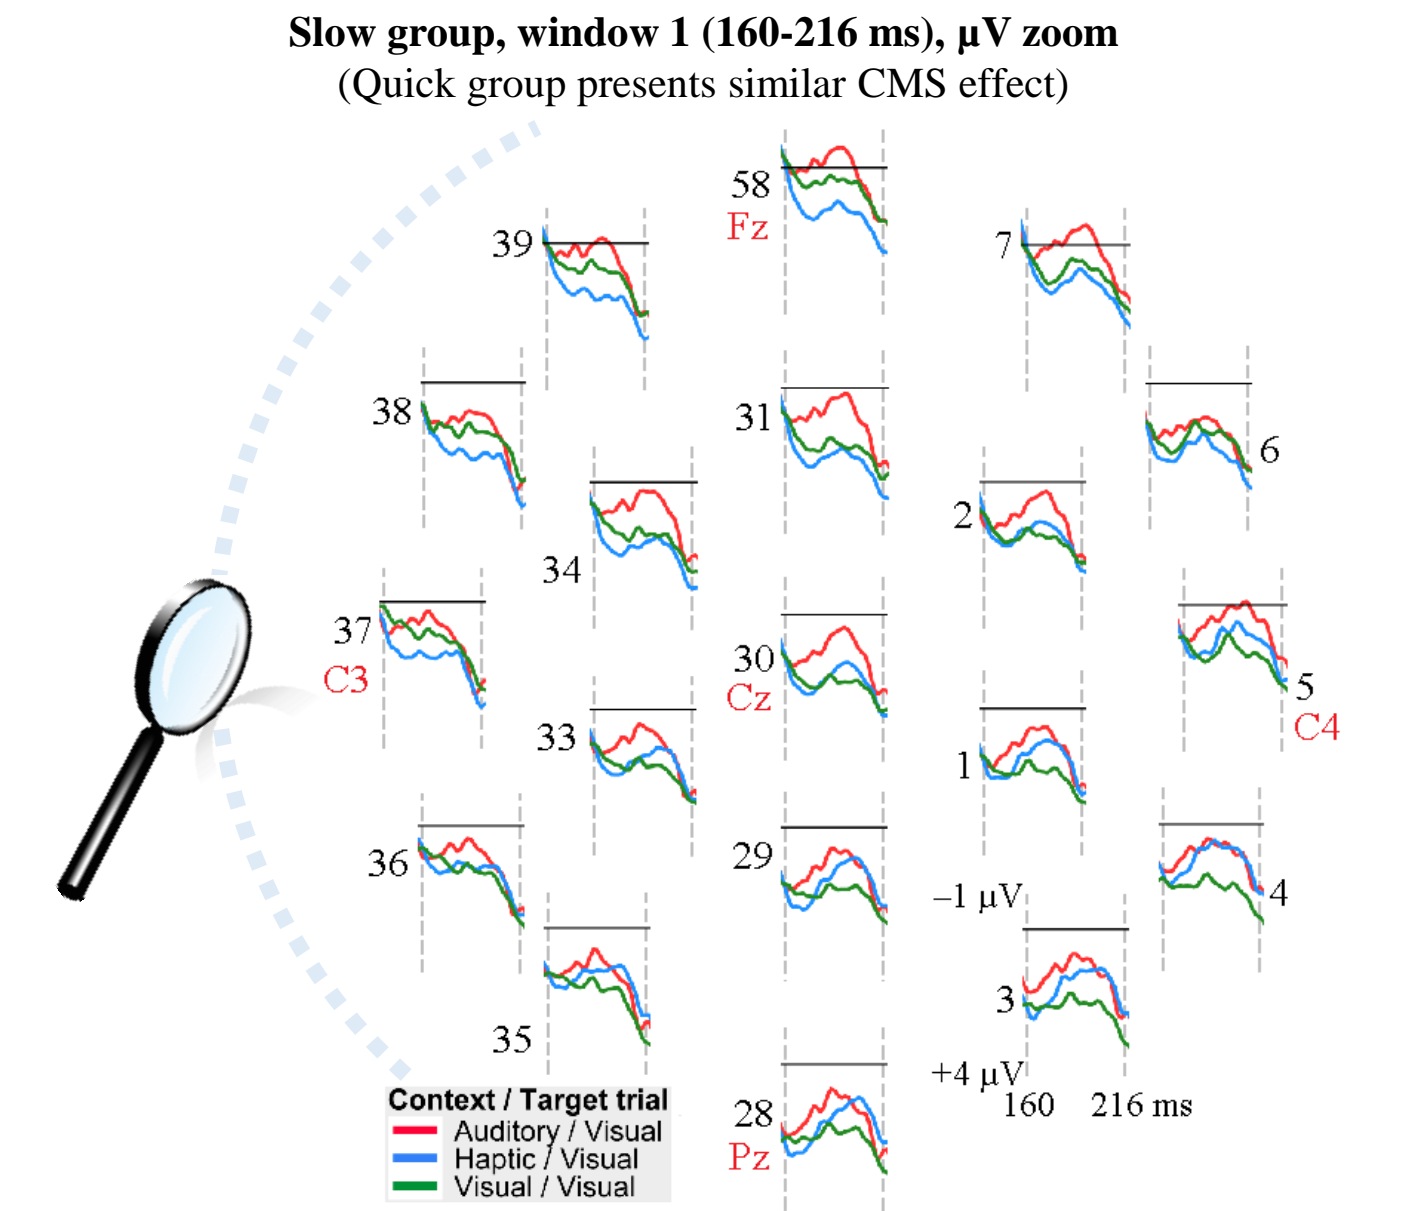 Slow group, window 1 (160-216 ms), µV zoom
(Quick group presents similar CMS effect)
58
Fz
39
7
38
31
6
2
34
37
C3
30
Cz
5
C4
33
1
36
29
4
–1 µV
3
35
+4 µV
160 216 ms
28
Pz
Context / Target trial
Auditory / Visual
Haptic / Visual
Visual / Visual